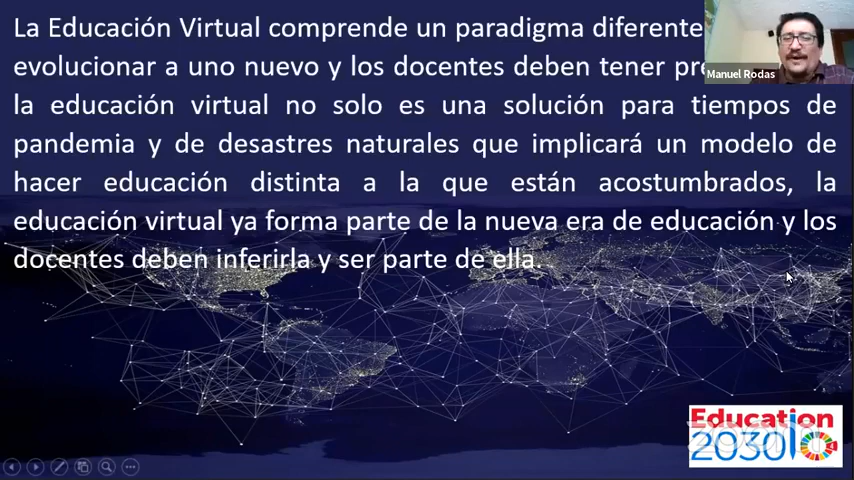 La Educación Virtual comprende un paradigma diferente
evolucionar a uno nuevo y los docentes deben tener
la educación virtual no solo es una solución para tiempos de
pandemia y de desastres naturales que implicará un modelo de
hacer educación distinta a la que están acostumbrados, la
educación virtual ya forma parte de la nueva era de educación y los
docentes deben inferirla y ser parte de ella.
Manuel Rodas
Education
2030
zoom